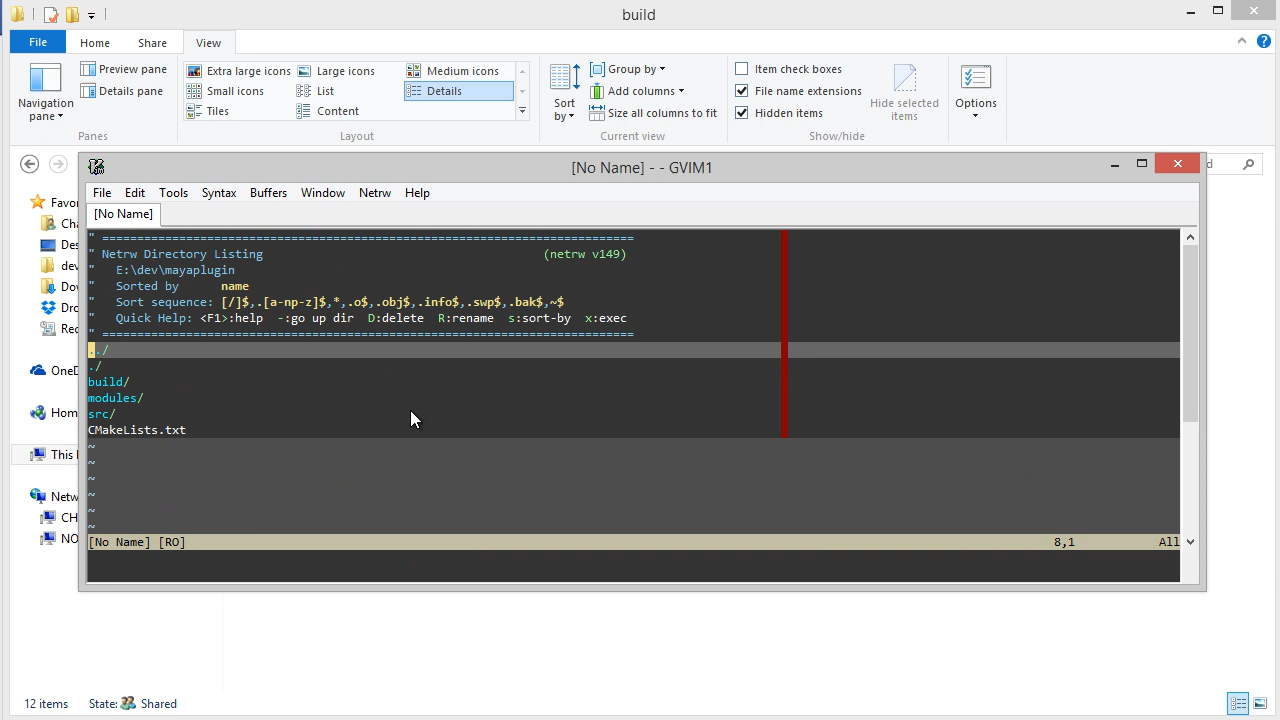 build
File Home Share View
Preview pane
Details pane
Navigation pane
Panes
Extra large icons Large icons Medium icons
Small icons List Details
Tiles Content
Layout
Sort by
Group by
Add columns
Size all columns to fit
Current view
Item check boxes
File name extensions
Hidden items
Hide selected items
Show/hide
Options
[No Name] - - GVIM1
d
File Edit Tools Syntax Buffers Window Netrw Help
[No Name]
" ============================================================================
" Netrw Directory Listing (netrw v149)
" E:\dev\mayaplugin
" Sorted by name
" Sort sequence: [/]$,.[a-np-z]$,*,.o$,.obj$,.info$,.swp$,.bak$,~$
" Quick Help: <F1>:help -:go up dir D:delete R:rename s:sort-by x:exec
" ============================================================================
../
./
build/
modules/
src/
CMakeLists.txt
~
~
~
~
~
~
[No Name] [RO] 8,1 All
Favor
Cha
Des
dev
Dow
Dro
Rec
OneD
Hom
This
Netw
CH
NO
12 items State: Shared